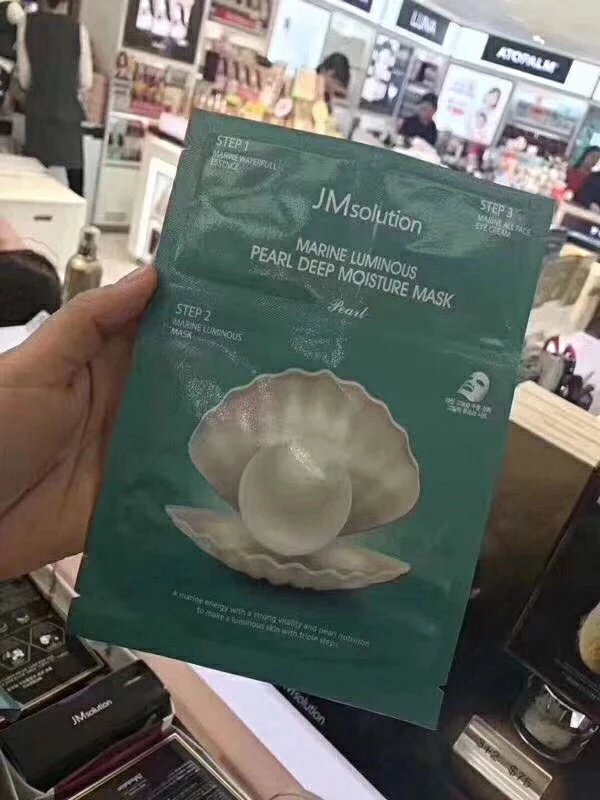 LUNA
ATOPALM
STEP 1
MARINE WATERFULL
ESSENCE
JMsolution
STEP 3
MARINE ALL FACE
EYE CREAM
MARINE LUMINOUS
PEARL DEEP MOISTURE MASK
Pearl
STEP 2
MARINE LUMINOUS
MASK
A marine energy with a strong vitality and pearl nutrition
to make a luminous skin with triple steps.
JMsolution
JMsolution